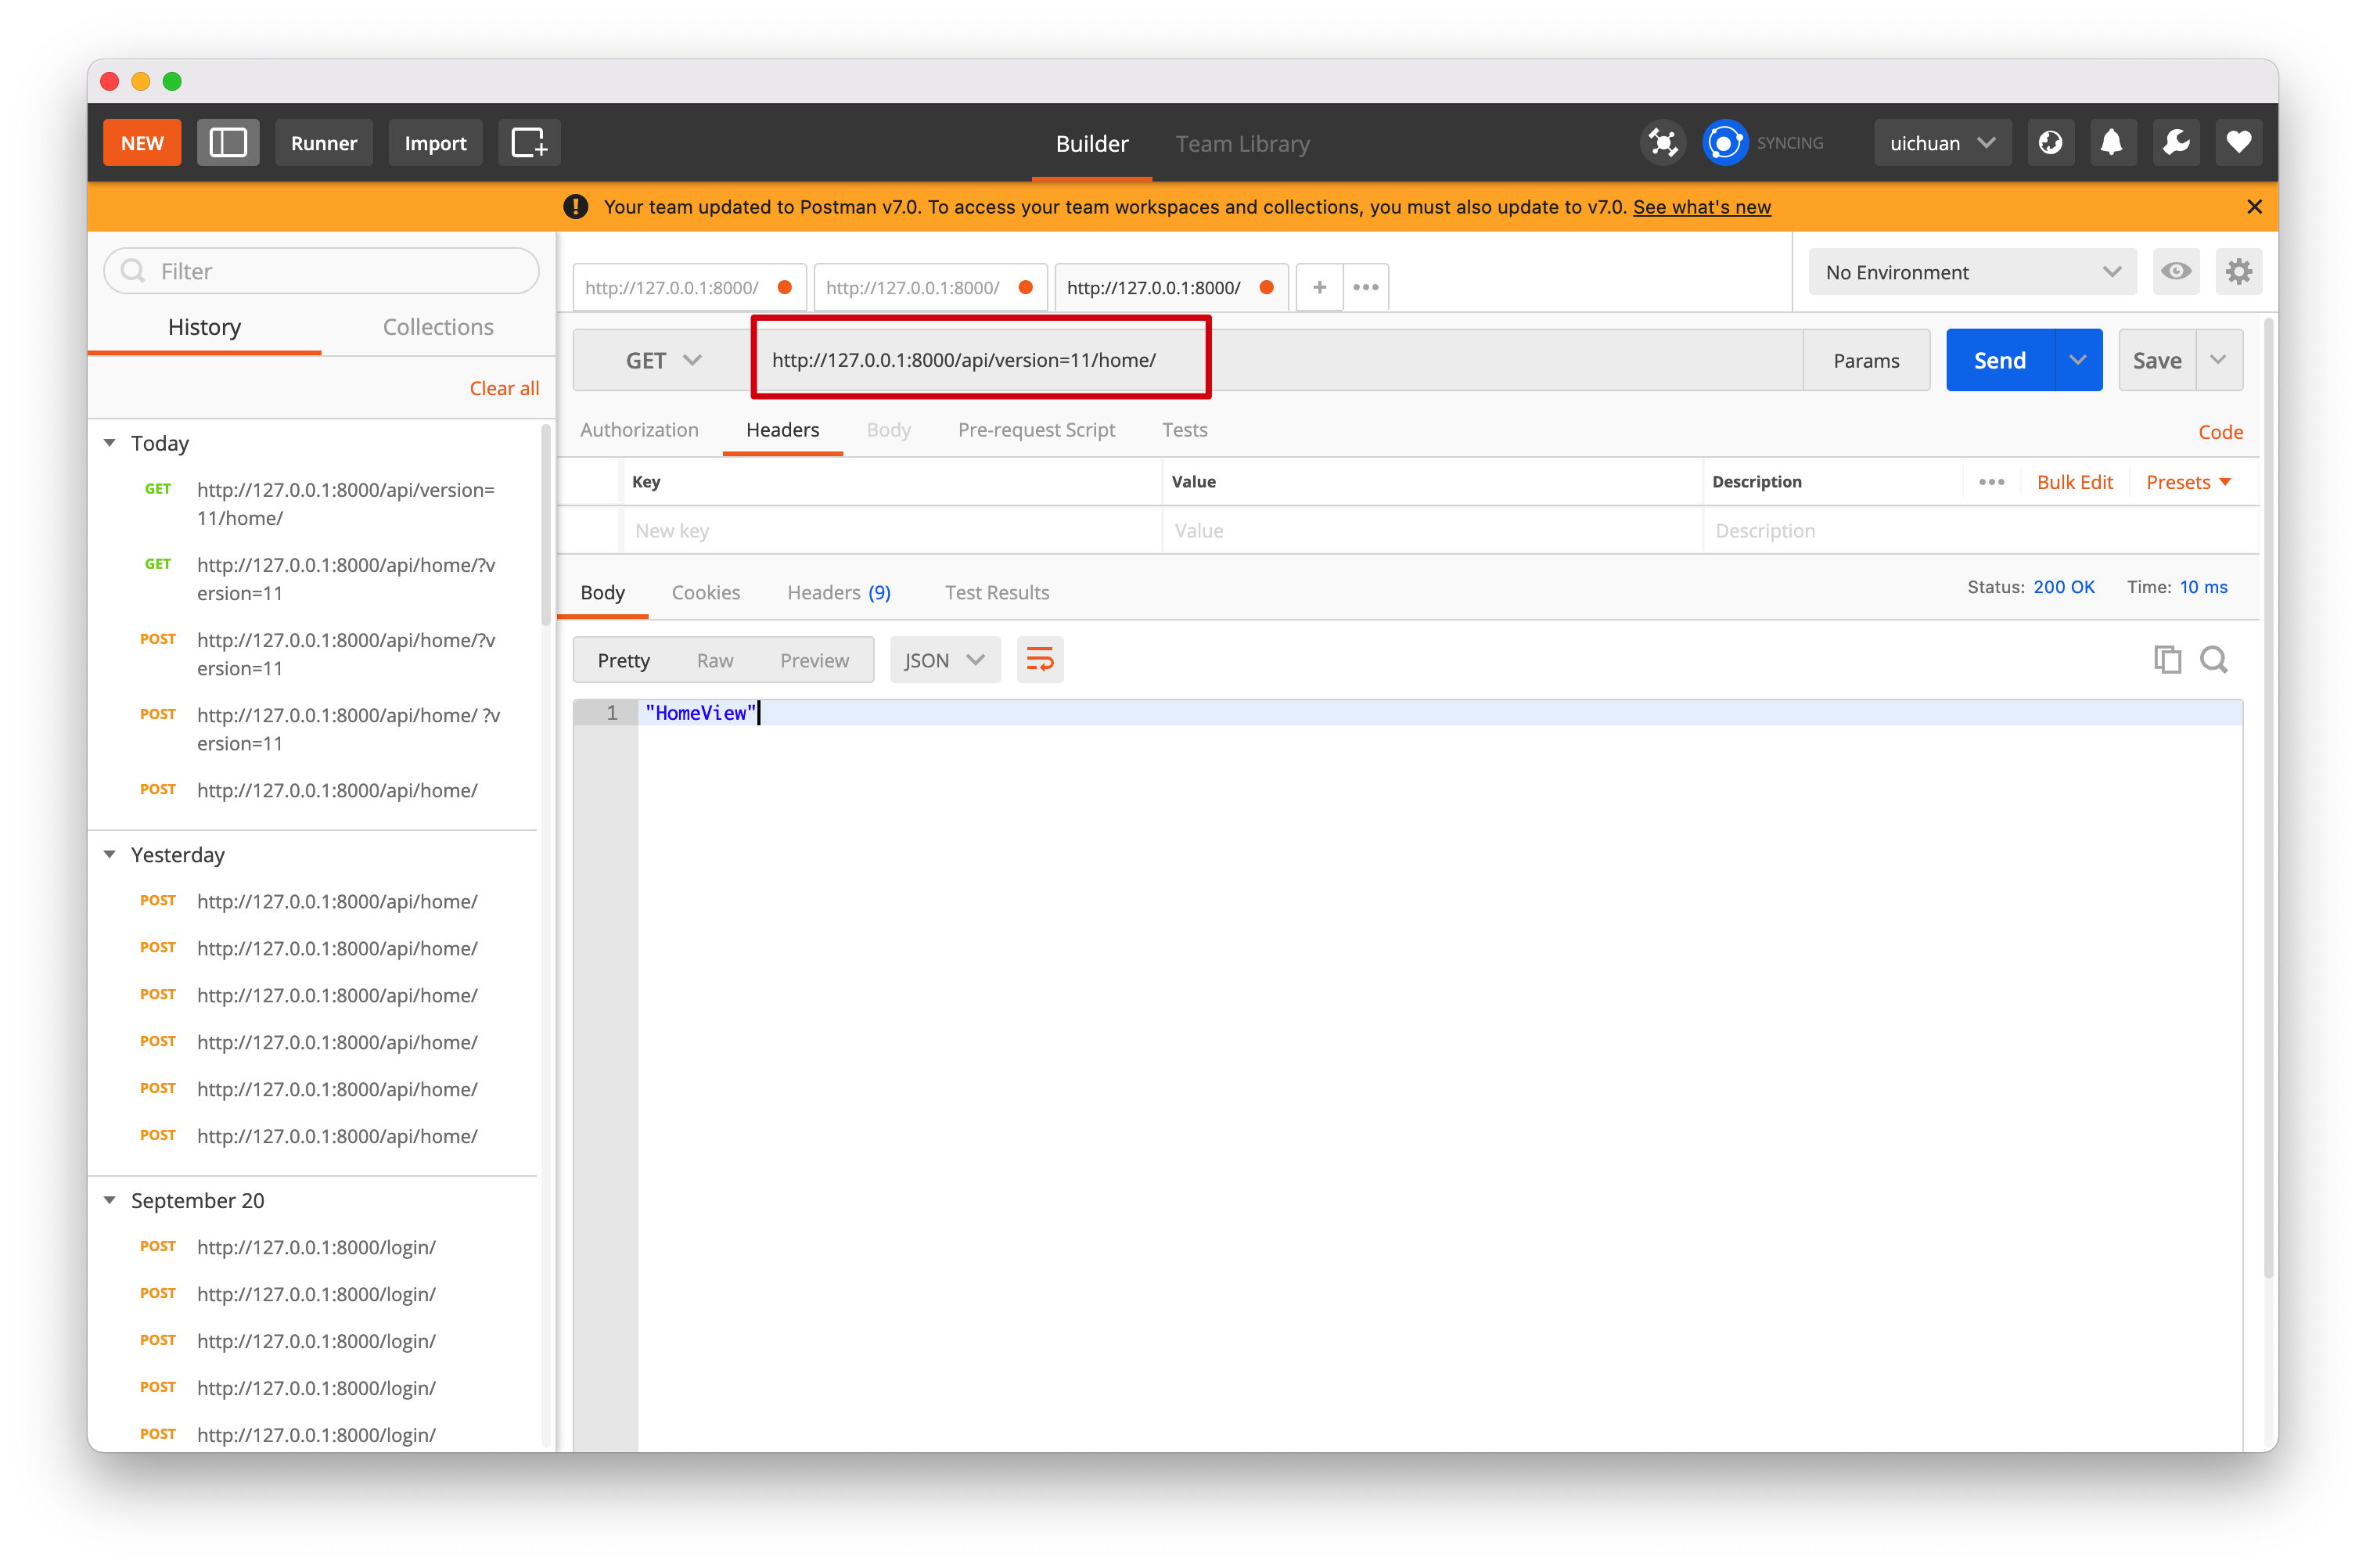 NEW
Runner
Import
Builder
Team Library
SYNCING
uichuan
Your team updated to Postman v7.0. To access your team workspaces and collections, you must also update to v7.0. See what's new
Filter
History
Collections
Clear all
Today
GET http://127.0.0.1:8000/api/version=
11/home/
GET http://127.0.0.1:8000/api/home/?v
ersion=11
POST http://127.0.0.1:8000/api/home/?v
ersion=11
POST http://127.0.0.1:8000/api/home/ ?v
ersion=11
POST http://127.0.0.1:8000/api/home/
Yesterday
POST http://127.0.0.1:8000/api/home/
POST http://127.0.0.1:8000/api/home/
POST http://127.0.0.1:8000/api/home/
POST http://127.0.0.1:8000/api/home/
POST http://127.0.0.1:8000/api/home/
POST http://127.0.0.1:8000/api/home/
September 20
POST http://127.0.0.1:8000/login/
POST http://127.0.0.1:8000/login/
POST http://127.0.0.1:8000/login/
POST http://127.0.0.1:8000/login/
POST http://127.0.0.1:8000/login/
http://127.0.0.1:8000/
http://127.0.0.1:8000/
http://127.0.0.1:8000/
No Environment
GET
http://127.0.0.1:8000/api/version=11/home/
Params
Send
Save
Authorization
Headers
Body
Pre-request Script
Tests
Code
Key
Value
Description
Bulk Edit
Presets
New key
Value
Description
Body
Cookies
Headers (9)
Test Results
Status: 200 OK
Time: 10 ms
Pretty
Raw
Preview
JSON
1 "HomeView"